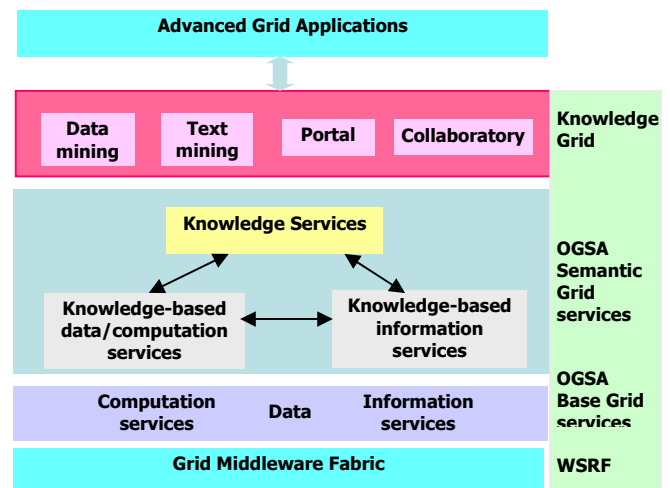 Advanced Grid Applications
Data
mining
Text
mining
Portal
Collaboratory
Knowledge
Grid
Knowledge Services
Knowledge-based
data/computation
services
Knowledge-based
information
services
OGSA
Semantic
Grid
services
Computation
services
Data
Information
services
OGSA
Base Grid
services
Grid Middleware Fabric
WSRF